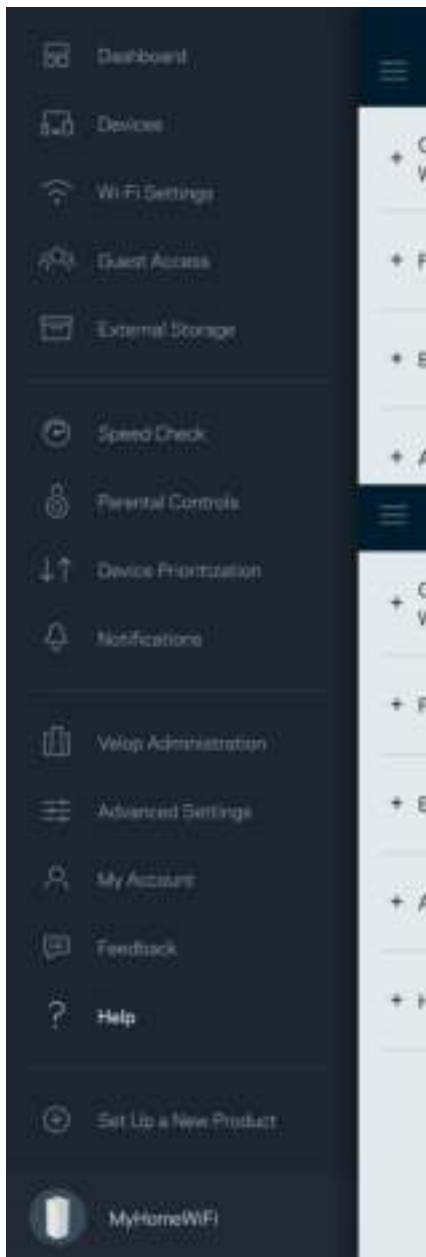 Dashboard
Devices
Wi-Fi Settings
Guest Access
External Storage
Speed Check
Parental Controls
Device Prioritization
Notifications
Velop Administration
Advanced Settings
My Account
Feedback
? Help
Set Up a New Product
MyHomeWiFi
+ W
+ F
+ E
+ A
+ W
+ F
+ E
+ A
+ H